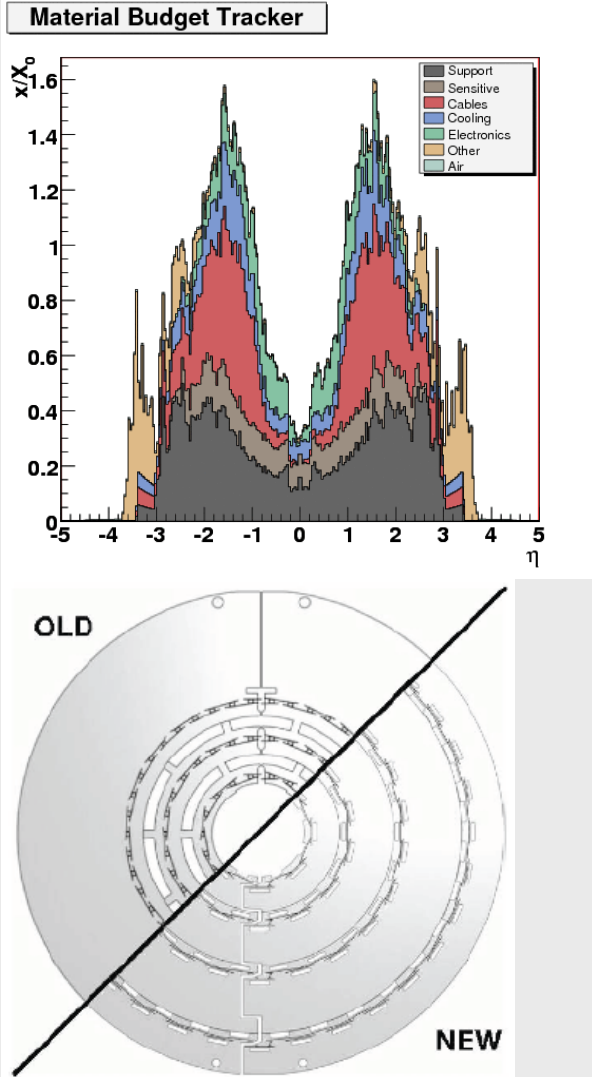 Material Budget Tracker
x/X₀
1.6
1.4
1.2
1
0.8
0.6
0.4
0.2
0
Support
Sensitive
Cables
Cooling
Electronics
Other
Air
-5 -4 -3 -2 -1 0 1 2 3 4 5
η
OLD
NEW